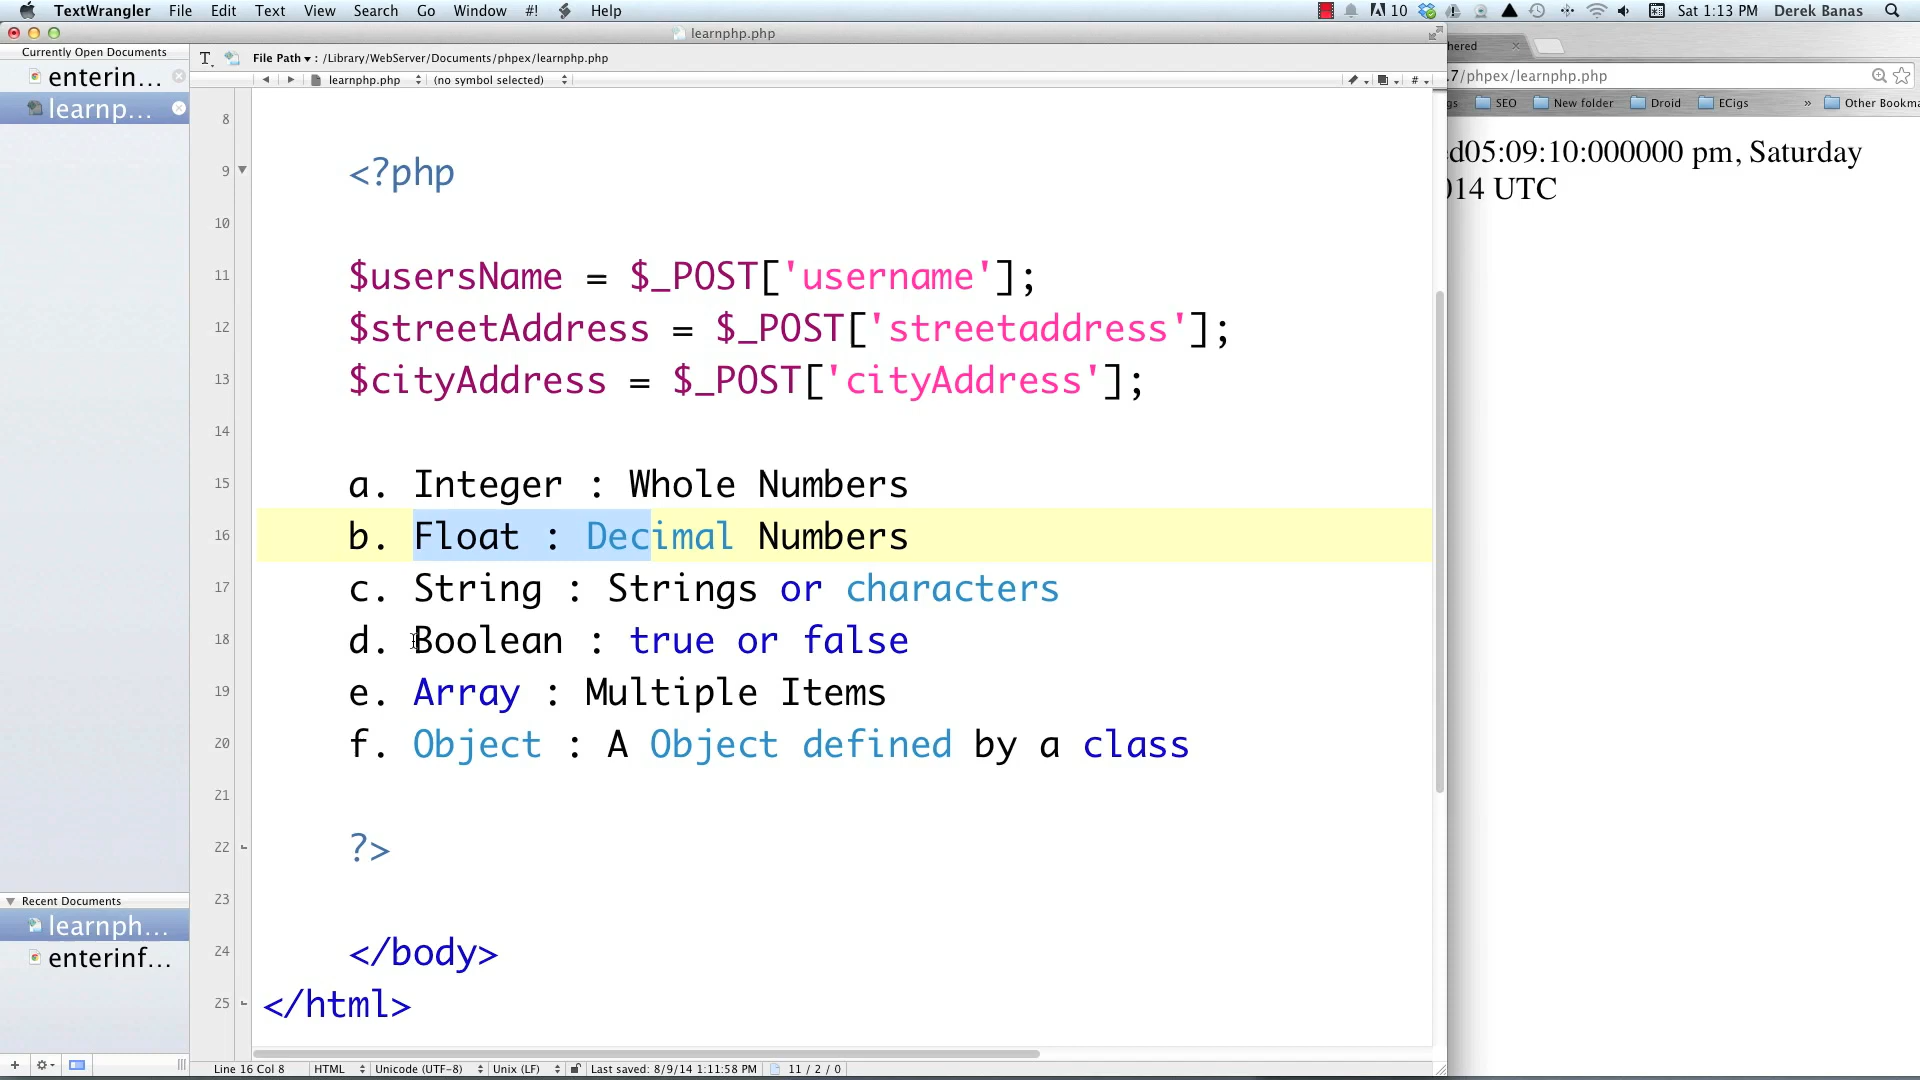 TextWrangler File Edit Text View Search Go Window #! Help 10 Sat 1:13 PM Derek Banas
learnphp.php
Currently Open Documents
enterin...
learnp...
File Path ▾ : /Library/WebServer/Documents/phpex/learnphp.php
learnphp.php (no symbol selected) #
hered
.7/phpex/learnphp.php
gs SEO New folder Droid ECigs » Other Bookma
d05:09:10:000000 pm, Saturday
014 UTC
8
9 <?php
10
11 $usersName = $_POST['username'];
12 $streetAddress = $_POST['streetaddress'];
13 $cityAddress = $_POST['cityAddress'];
14
15 a. Integer : Whole Numbers
16 b. Float : Decimal Numbers
17 c. String : Strings or characters
18 d. Boolean : true or false
19 e. Array : Multiple Items
20 f. Object : A Object defined by a class
21
22 ?>
23
24 </body>
25 </html>
Recent Documents
learnph...
enterinf...
Line 16 Col 8 HTML Unicode (UTF-8) Unix (LF) Last saved: 8/9/14 1:11:58 PM 11 / 2 / 0